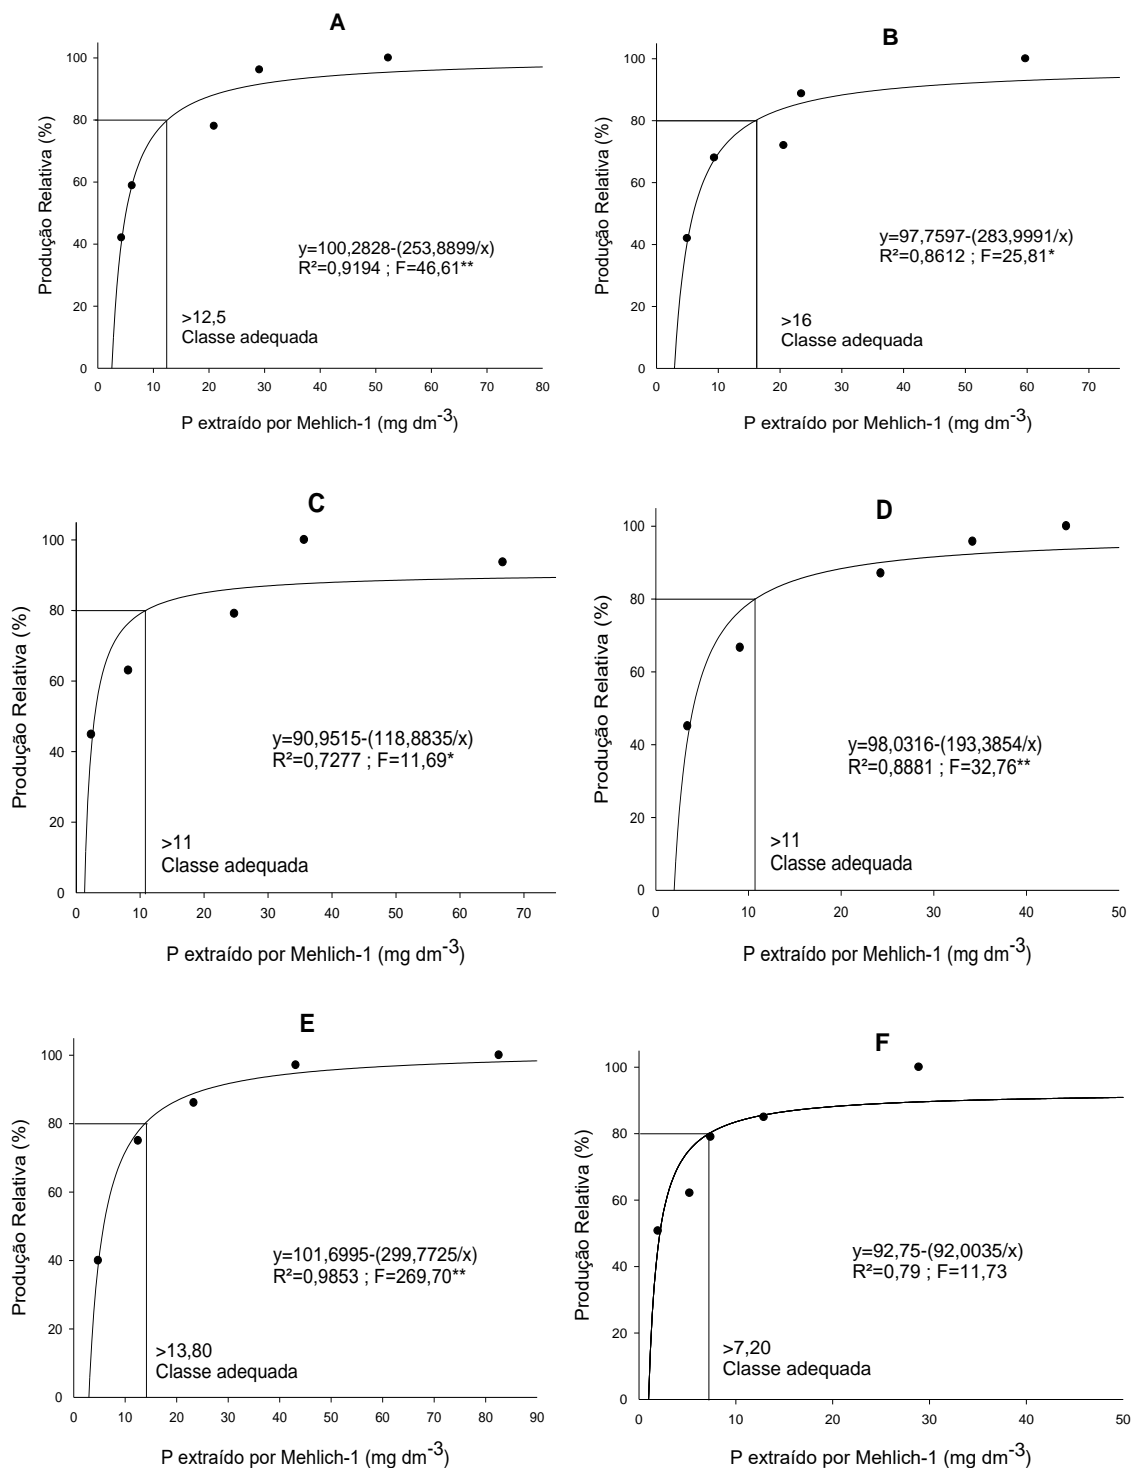 A
100
80
60
40
20
0
0 10 20 30 40 50 60 70 80
Produção Relativa (%)
y=100,2828-(253,8899/x)
R²=0,9194 ; F=46,61**
>12,5
Classe adequada
P extraído por Mehlich-1 (mg dm-3)
B
100
80
60
40
20
0
0 10 20 30 40 50 60 70
Produção Relativa (%)
y=97,7597-(283,9991/x)
R²=0,8612 ; F=25,81*
>16
Classe adequada
P extraído por Mehlich-1 (mg dm-3)
C
100
80
60
40
20
0
0 10 20 30 40 50 60 70
Produção Relativa (%)
y=90,9515-(118,8835/x)
R²=0,7277 ; F=11,69*
>11
Classe adequada
P extraído por Mehlich-1 (mg dm-3)
D
100
80
60
40
20
0
0 10 20 30 40 50
Produção Relativa (%)
y=98,0316-(193,3854/x)
R²=0,8881 ; F=32,76**
>11
Classe adequada
P extraído por Mehlich-1 (mg dm-3)
E
100
80
60
40
20
0
0 10 20 30 40 50 60 70 80 90
Produção Relativa (%)
y=101,6995-(299,7725/x)
R²=0,9853 ; F=269,70**
>13,80
Classe adequada
P extraído por Mehlich-1 (mg dm-3)
F
100
80
60
40
20
0
0 10 20 30 40 50
Produção Relativa (%)
y=92,75-(92,0035/x)
R²=0,79 ; F=11,73
>7,20
Classe adequada
P extraído por Mehlich-1 (mg dm-3)